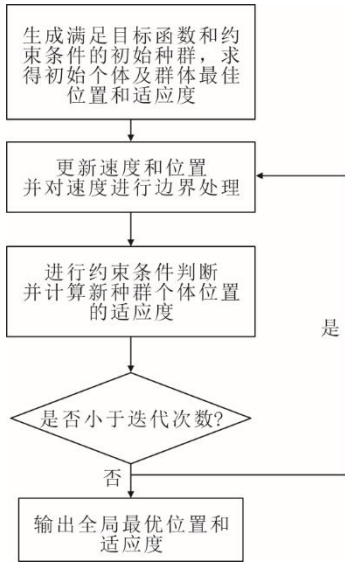 生成满足目标函数和约
束条件的初始种群，求
得初始个体及群体最佳
位置和适应度
更新速度和位置
并对速度进行边界处理
进行约束条件判断
并计算新种群个体位置
的适应度
是
是否小于迭代次数?
否
输出全局最优位置和
适应度